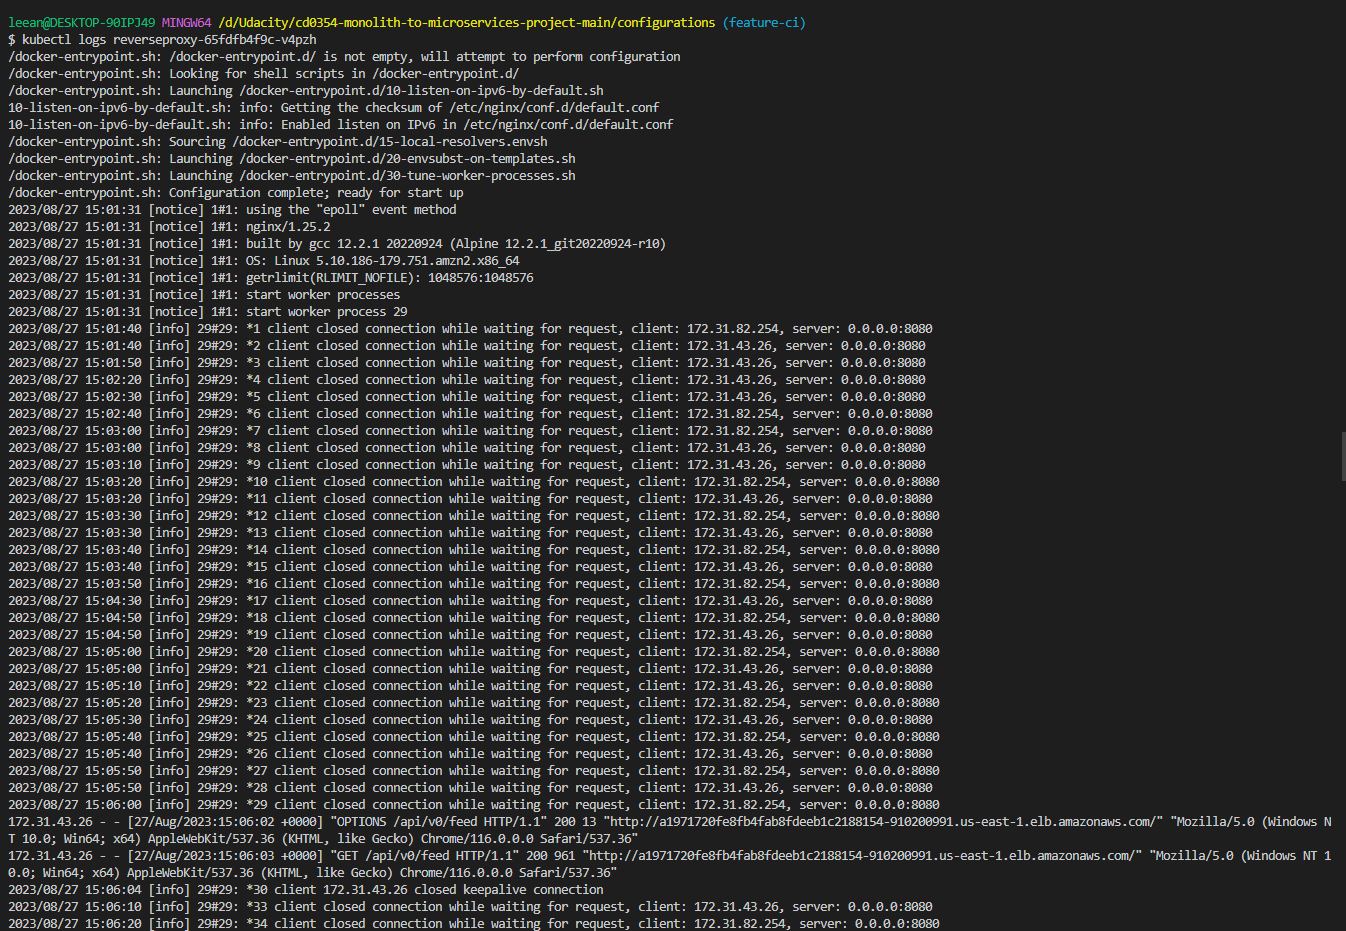 leean@DESKTOP-90IPJ49 MINGW64 /d/Udacity/cd0354-monolith-to-microservices-project-main/configurations (feature-ci)
$ kubectl logs reverseproxy-65fdfb4f9c-v4pzh
/docker-entrypoint.sh: /docker-entrypoint.d/ is not empty, will attempt to perform configuration
/docker-entrypoint.sh: Looking for shell scripts in /docker-entrypoint.d/
/docker-entrypoint.sh: Launching /docker-entrypoint.d/10-listen-on-ipv6-by-default.sh
10-listen-on-ipv6-by-default.sh: info: Getting the checksum of /etc/nginx/conf.d/default.conf
10-listen-on-ipv6-by-default.sh: info: Enabled listen on IPv6 in /etc/nginx/conf.d/default.conf
/docker-entrypoint.sh: Sourcing /docker-entrypoint.d/15-local-resolvers.envsh
/docker-entrypoint.sh: Launching /docker-entrypoint.d/20-envsubst-on-templates.sh
/docker-entrypoint.sh: Launching /docker-entrypoint.d/30-tune-worker-processes.sh
/docker-entrypoint.sh: Configuration complete; ready for start up
2023/08/27 15:01:31 [notice] 1#1: using the "epoll" event method
2023/08/27 15:01:31 [notice] 1#1: nginx/1.25.2
2023/08/27 15:01:31 [notice] 1#1: built by gcc 12.2.1 20220924 (Alpine 12.2.1_git20220924-r10)
2023/08/27 15:01:31 [notice] 1#1: OS: Linux 5.10.186-179.751.amzn2.x86_64
2023/08/27 15:01:31 [notice] 1#1: getrlimit(RLIMIT_NOFILE): 1048576:1048576
2023/08/27 15:01:31 [notice] 1#1: start worker processes
2023/08/27 15:01:31 [notice] 1#1: start worker process 29
2023/08/27 15:01:40 [info] 29#29: *1 client closed connection while waiting for request, client: 172.31.82.254, server: 0.0.0.0:8080
2023/08/27 15:01:40 [info] 29#29: *2 client closed connection while waiting for request, client: 172.31.43.26, server: 0.0.0.0:8080
2023/08/27 15:01:50 [info] 29#29: *3 client closed connection while waiting for request, client: 172.31.43.26, server: 0.0.0.0:8080
2023/08/27 15:02:20 [info] 29#29: *4 client closed connection while waiting for request, client: 172.31.43.26, server: 0.0.0.0:8080
2023/08/27 15:02:30 [info] 29#29: *5 client closed connection while waiting for request, client: 172.31.43.26, server: 0.0.0.0:8080
2023/08/27 15:02:40 [info] 29#29: *6 client closed connection while waiting for request, client: 172.31.82.254, server: 0.0.0.0:8080
2023/08/27 15:03:00 [info] 29#29: *7 client closed connection while waiting for request, client: 172.31.82.254, server: 0.0.0.0:8080
2023/08/27 15:03:00 [info] 29#29: *8 client closed connection while waiting for request, client: 172.31.43.26, server: 0.0.0.0:8080
2023/08/27 15:03:10 [info] 29#29: *9 client closed connection while waiting for request, client: 172.31.43.26, server: 0.0.0.0:8080
2023/08/27 15:03:20 [info] 29#29: *10 client closed connection while waiting for request, client: 172.31.82.254, server: 0.0.0.0:8080
2023/08/27 15:03:20 [info] 29#29: *11 client closed connection while waiting for request, client: 172.31.43.26, server: 0.0.0.0:8080
2023/08/27 15:03:30 [info] 29#29: *12 client closed connection while waiting for request, client: 172.31.82.254, server: 0.0.0.0:8080
2023/08/27 15:03:30 [info] 29#29: *13 client closed connection while waiting for request, client: 172.31.43.26, server: 0.0.0.0:8080
2023/08/27 15:03:40 [info] 29#29: *14 client closed connection while waiting for request, client: 172.31.82.254, server: 0.0.0.0:8080
2023/08/27 15:03:40 [info] 29#29: *15 client closed connection while waiting for request, client: 172.31.43.26, server: 0.0.0.0:8080
2023/08/27 15:03:50 [info] 29#29: *16 client closed connection while waiting for request, client: 172.31.82.254, server: 0.0.0.0:8080
2023/08/27 15:04:30 [info] 29#29: *17 client closed connection while waiting for request, client: 172.31.43.26, server: 0.0.0.0:8080
2023/08/27 15:04:50 [info] 29#29: *18 client closed connection while waiting for request, client: 172.31.82.254, server: 0.0.0.0:8080
2023/08/27 15:04:50 [info] 29#29: *19 client closed connection while waiting for request, client: 172.31.43.26, server: 0.0.0.0:8080
2023/08/27 15:05:00 [info] 29#29: *20 client closed connection while waiting for request, client: 172.31.82.254, server: 0.0.0.0:8080
2023/08/27 15:05:00 [info] 29#29: *21 client closed connection while waiting for request, client: 172.31.43.26, server: 0.0.0.0:8080
2023/08/27 15:05:10 [info] 29#29: *22 client closed connection while waiting for request, client: 172.31.43.26, server: 0.0.0.0:8080
2023/08/27 15:05:20 [info] 29#29: *23 client closed connection while waiting for request, client: 172.31.82.254, server: 0.0.0.0:8080
2023/08/27 15:05:30 [info] 29#29: *24 client closed connection while waiting for request, client: 172.31.43.26, server: 0.0.0.0:8080
2023/08/27 15:05:40 [info] 29#29: *25 client closed connection while waiting for request, client: 172.31.82.254, server: 0.0.0.0:8080
2023/08/27 15:05:40 [info] 29#29: *26 client closed connection while waiting for request, client: 172.31.43.26, server: 0.0.0.0:8080
2023/08/27 15:05:50 [info] 29#29: *27 client closed connection while waiting for request, client: 172.31.82.254, server: 0.0.0.0:8080
2023/08/27 15:05:50 [info] 29#29: *28 client closed connection while waiting for request, client: 172.31.43.26, server: 0.0.0.0:8080
2023/08/27 15:06:00 [info] 29#29: *29 client closed connection while waiting for request, client: 172.31.82.254, server: 0.0.0.0:8080
172.31.43.26 - - [27/Aug/2023:15:06:02 +0000] "OPTIONS /api/v0/feed HTTP/1.1" 200 13 "http://a1971720fe8fb4fab8fdeeb1c2188154-910200991.us-east-1.elb.amazonaws.com/" "Mozilla/5.0 (Windows N
T 10.0; Win64; x64) AppleWebKit/537.36 (KHTML, like Gecko) Chrome/116.0.0.0 Safari/537.36"
172.31.43.26 - - [27/Aug/2023:15:06:03 +0000] "GET /api/v0/feed HTTP/1.1" 200 961 "http://a1971720fe8fb4fab8fdeeb1c2188154-910200991.us-east-1.elb.amazonaws.com/" "Mozilla/5.0 (Windows NT 1
0.0; Win64; x64) AppleWebKit/537.36 (KHTML, like Gecko) Chrome/116.0.0.0 Safari/537.36"
2023/08/27 15:06:04 [info] 29#29: *30 client 172.31.43.26 closed keepalive connection
2023/08/27 15:06:10 [info] 29#29: *33 client closed connection while waiting for request, client: 172.31.43.26, server: 0.0.0.0:8080
2023/08/27 15:06:20 [info] 29#29: *34 client closed connection while waiting for request, client: 172.31.82.254, server: 0.0.0.0:8080